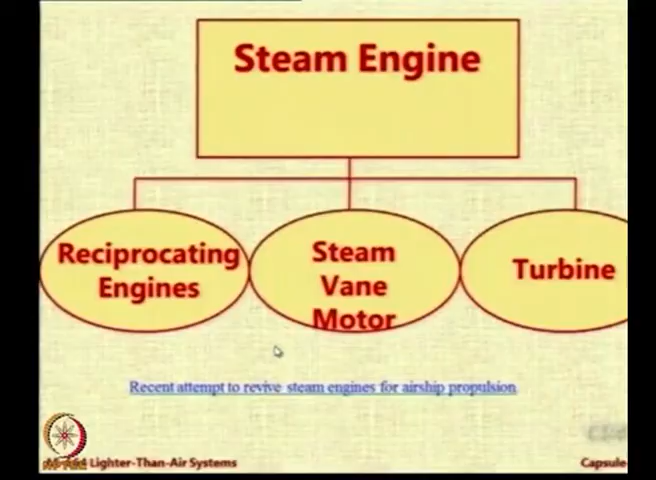 Steam Engine
Reciprocating
Engines
Steam
Vane
Motor
Turbine
Recent attempt to revive steam engines for airship propulsion
Lighter-Than-Air Systems
Capsule